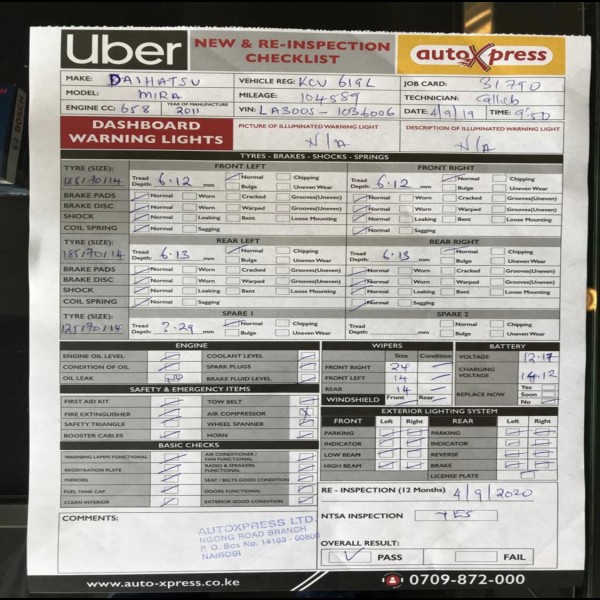 Uber NEW & RE-INSPECTION CHECKLIST autoXpress
MAKE: DAIHATSU VEHICLE REG: KCU 619L JOB CARD: 31790
MODEL: MIRA MILEAGE: 104559 TECHNICIAN: Calleb
ENGINE CC: 658 YEAR OF MANUFACTURE 2011 VIN: LA300S - 1036006 DATE: 4/9/19 TIME: 9:50
DASHBOARD WARNING LIGHTS PICTURE OF ILLUMINATED WARNING LIGHT N/A DESCRIPTION OF ILLUMINATED WARNING LIGHT N/A
TYRES - BRAKES - SHOCKS - SPRINGS
TYRE (SIZE): FRONT LEFT FRONT RIGHT
185/70/14 Tread Depth: 6.12 mm Normal Chipping Tread Depth: 6.12 mm Normal Chipping
Bulge Uneven Wear Bulge Uneven Wear
BRAKE PADS Normal Worn Cracked Grooves(Uneven) Normal Worn Cracked Grooves(Uneven)
BRAKE DISC Normal Worn Warped Grooves(Uneven) Normal Worn Warped Grooves(Uneven)
SHOCK Normal Leaking Bent Loose Mounting Normal Leaking Bent Loose Mounting
COIL SPRING Normal Sagging Normal Sagging
TYRE (SIZE): REAR LEFT REAR RIGHT
185/70/14 Tread Depth: 6.13 mm Normal Chipping Tread Depth: 6.13 mm Normal Chipping
Bulge Uneven Wear Bulge Uneven Wear
BRAKE PADS Normal Worn Cracked Grooves(Uneven) Normal Worn Cracked Grooves(Uneven)
BRAKE DISC Normal Worn Warped Grooves(Uneven) Normal Worn Warped Grooves(Uneven)
SHOCK Normal Leaking Bent Loose Mounting Normal Leaking Bent Loose Mounting
COIL SPRING Normal Sagging Normal Sagging
TYRE (SIZE): SPARE 1 SPARE 2
125/90/14 Tread Depth: mm Normal Chipping Tread Depth: mm Normal Chipping
Bulge Uneven Wear Bulge Uneven Wear
ENGINE WIPERS BATTERY
ENGINE OIL LEVEL COOLANT LEVEL Size Condition VOLTAGE 12.17
CONDITION OF OIL SPARK PLUGS FRONT RIGHT 24 CHARGING VOLTAGE 14.12
OIL LEAK BRAKE FLUID LEVEL FRONT LEFT 14
SAFETY & EMERGENCY ITEMS REAR 14 REPLACE NOW Yes Soon No
FIRST AID KIT TOW BELT WINDSHIELD Front Rear
FIRE EXTINGUISHER AIR COMPRESSOR X EXTERIOR LIGHTING SYSTEM
SAFETY TRIANGLE WHEEL SPANNER FRONT Left Right REAR Left Right
BOOSTER CABLES HORN PARKING PARKING
BASIC CHECKS INDICATOR INDICATOR
WARNING LAMPS FUNCTIONAL AIR CONDITIONER / FAN FUNCTIONAL LOW BEAM REVERSE
REGISTRATION PLATE RADIO & SPEAKERS FUNCTIONAL HIGH BEAM BRAKE
MIRRORS SEAT / BELTS GOOD CONDITION LICENSE PLATE
FUEL TANK CAP DOORS FUNCTIONAL RE - INSPECTION (12 Months) 4/9/2020
CLEAN INTERIOR EXTERIOR GOOD CONDITION
COMMENTS: NTSA INSPECTION YES
AUTOXPRESS LTD.
NGONG ROAD BRANCH
P. O. Box No. 14163 - 00800
NAIROBI
OVERALL RESULT:
PASS FAIL
www.auto-xpress.co.ke 0709-872-000